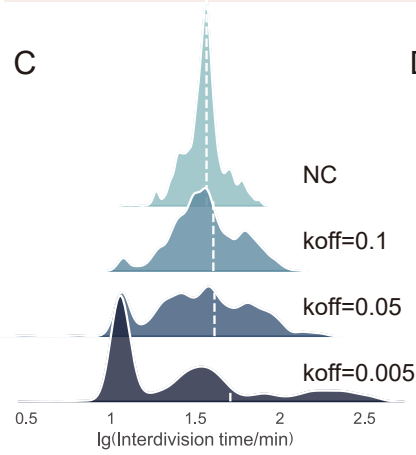 C
NC
koff=0.1
koff=0.05
koff=0.005
0.5 1 1.5 2 2.5
lg(Interdivision time/min)